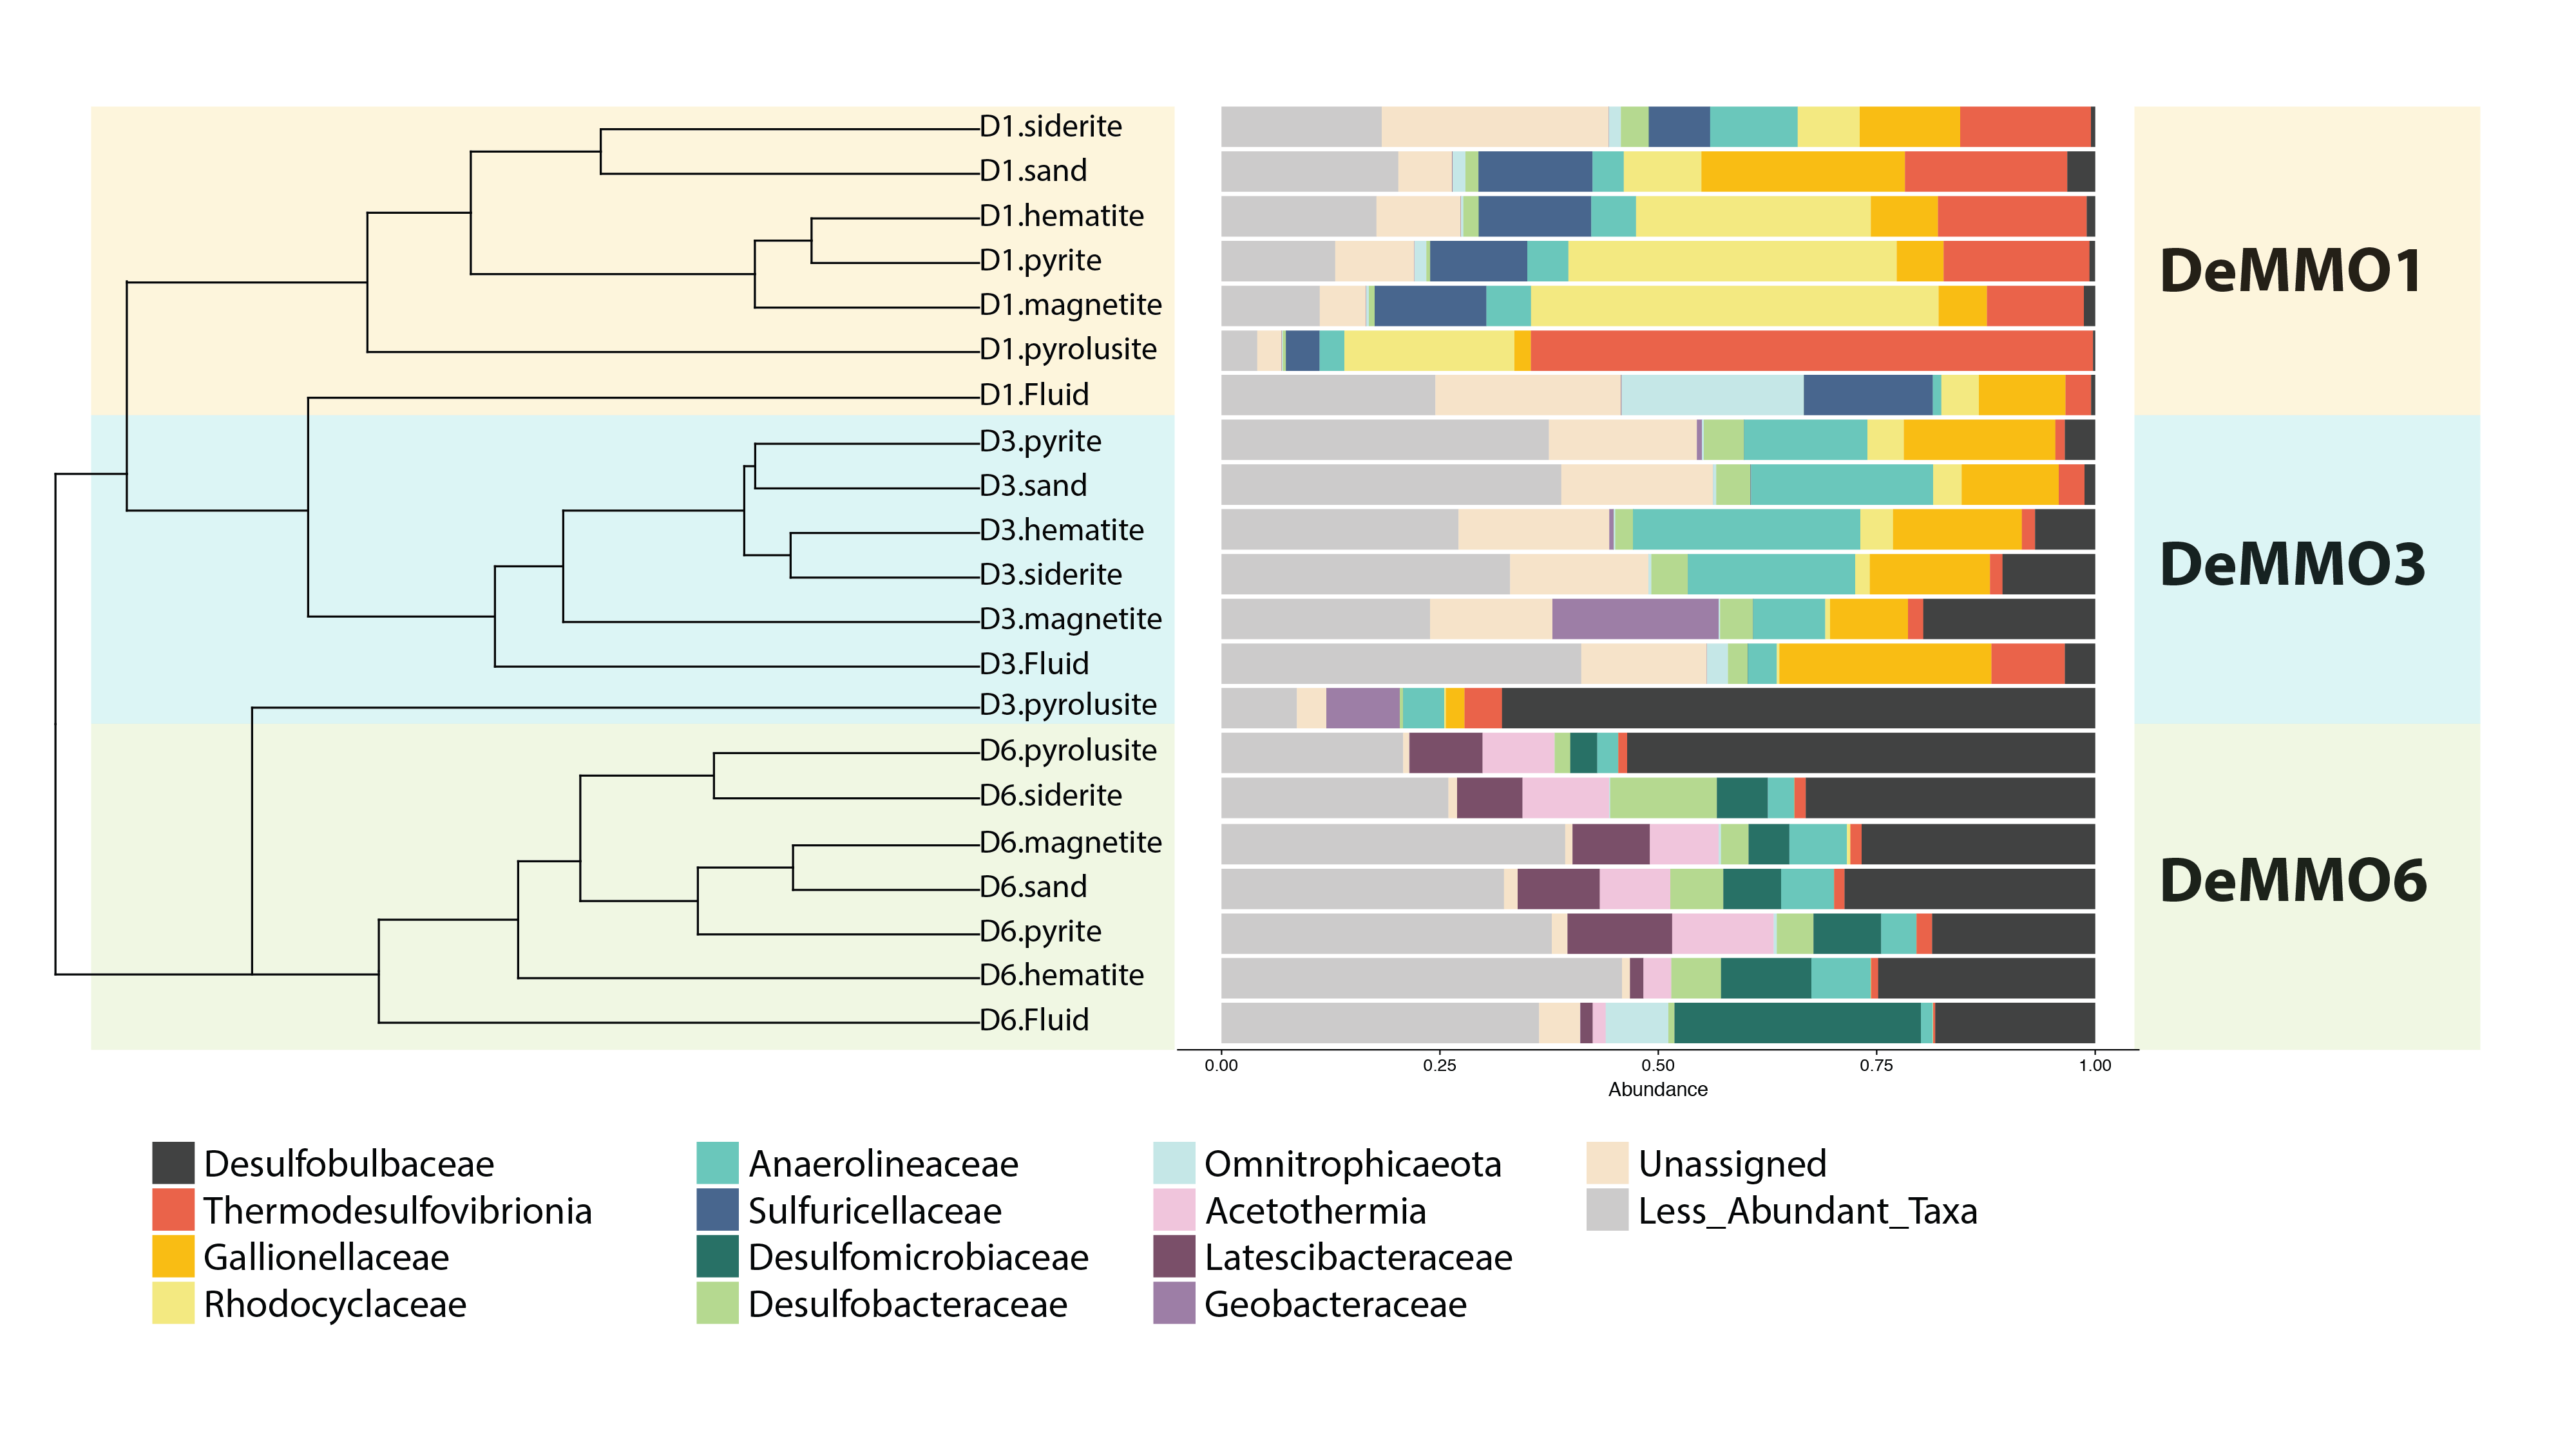 D1.siderite
D1.sand
D1.hematite
D1.pyrite
D1.magnetite
D1.pyrolusite
D1.Fluid
DeMMO1
D3.pyrite
D3.sand
D3.hematite
D3.siderite
D3.magnetite
D3.Fluid
D3.pyrolusite
DeMMO3
D6.pyrolusite
D6.siderite
D6.magnetite
D6.sand
D6.pyrite
D6.hematite
D6.Fluid
DeMMO6
0.00 0.25 0.50 0.75 1.00
Abundance
Desulfobulbaceae Anaerolineaceae Omnitrophicaeota Unassigned
Thermodesulfovibrionia Sulfuricellaceae Acetothermia Less_Abundant_Taxa
Gallionellaceae Desulfomicrobiaceae Latescibacteraceae
Rhodocyclaceae Desulfobacteraceae Geobacteraceae